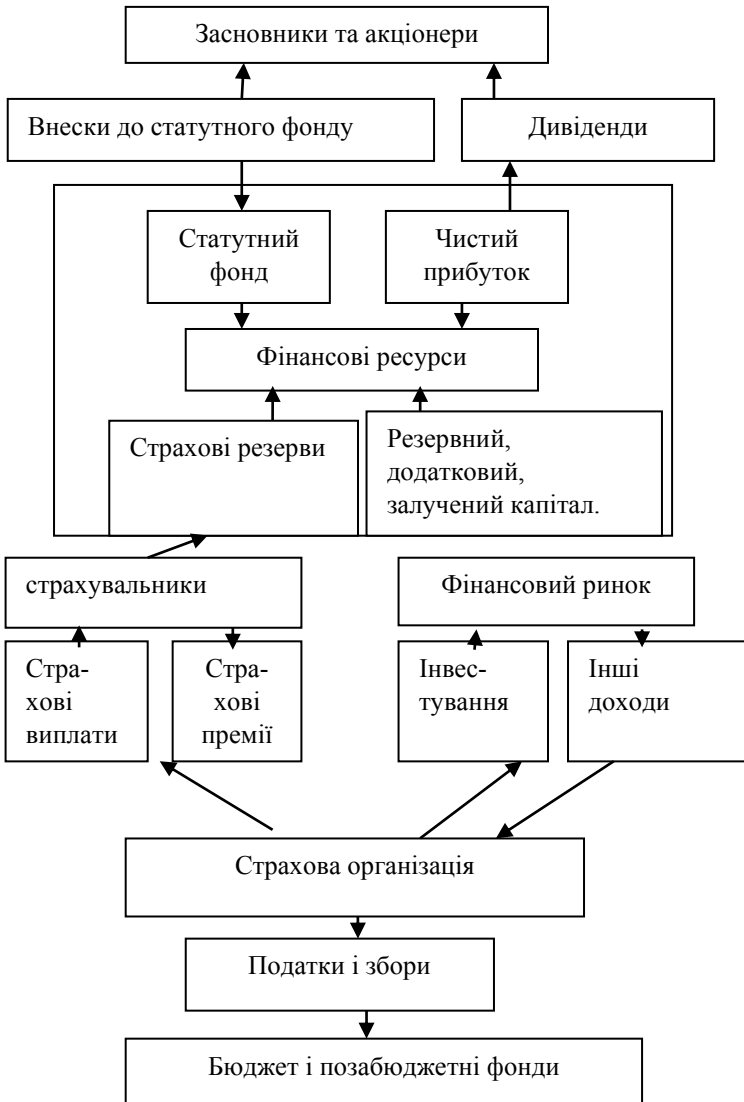 Засновники та акціонери
Внески до статутного фонду
Дивіденди
Статутний
фонд
Чистий
прибуток
Фінансові ресурси
Страхові резерви
Резервний,
додатковий,
залучений капітал.
страхувальники
Фінансовий ринок
Стра-
хові
виплати
Стра-
хові
премії
Інвес-
тування
Інші
доходи
Страхова організація
Податки і збори
Бюджет і позабюджетні фонди